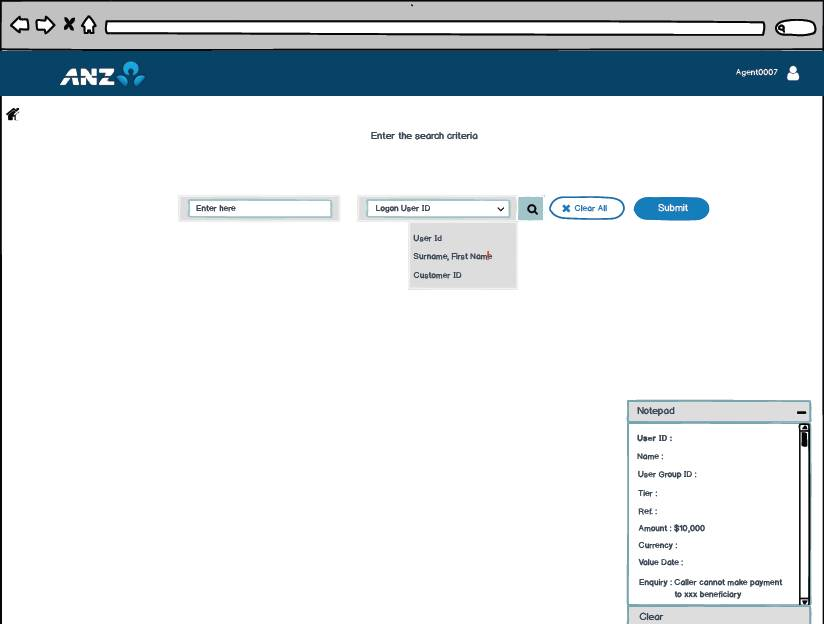 ANZ
Agent0007
Enter the search criteria
Enter here
Logon User ID
Clear All
Submit
User Id
Surname, First Name
Customer ID
Notepad
User ID :
Name :
User Group ID :
Tier :
Ref. :
Amount : $10,000
Currency :
Value Date :
Enquiry : Caller cannot make payment
to xxx beneficiary
Clear